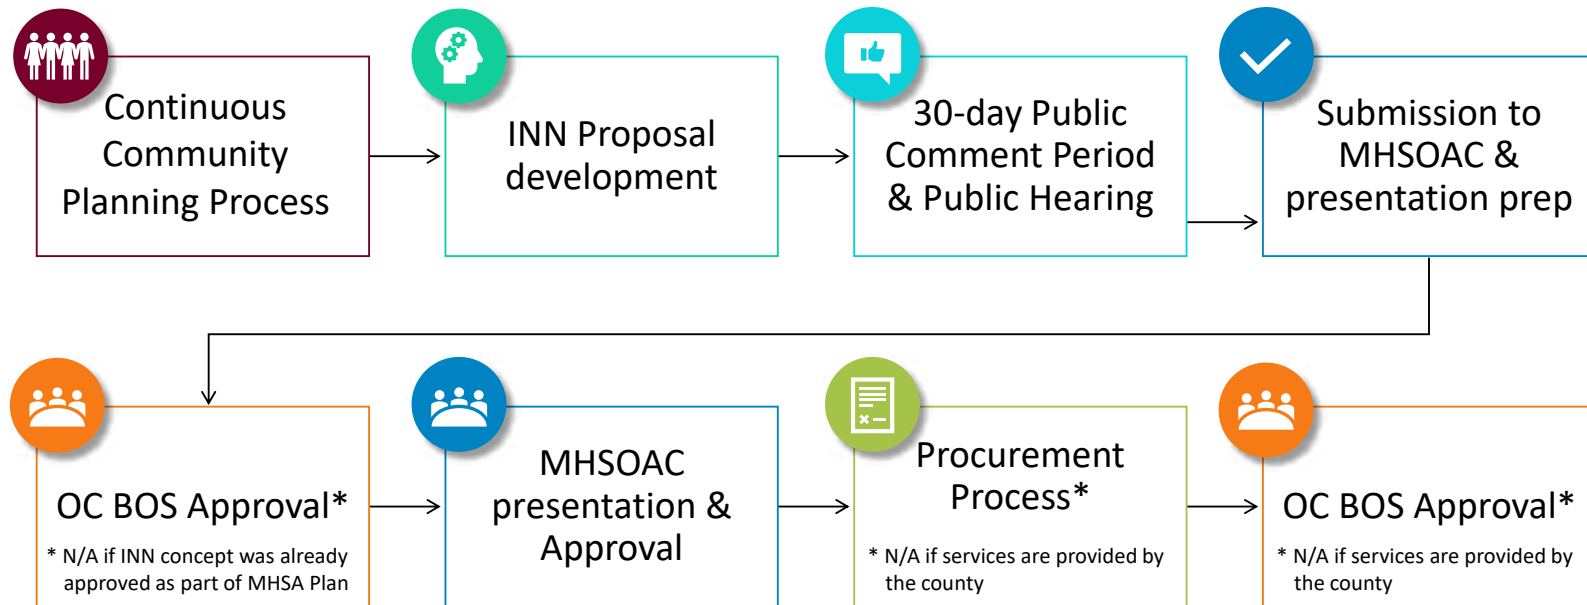 Continuous
Community
Planning Process
INN Proposal
development
30-day Public
Comment Period
& Public Hearing
Submission to
MHSOAC &
presentation prep
OC BOS Approval*
* N/A if INN concept was already
approved as part of MHSA Plan
MHSOAC
presentation &
Approval
Procurement
Process*
* N/A if services are provided by
the county
OC BOS Approval*
* N/A if services are provided by
the county